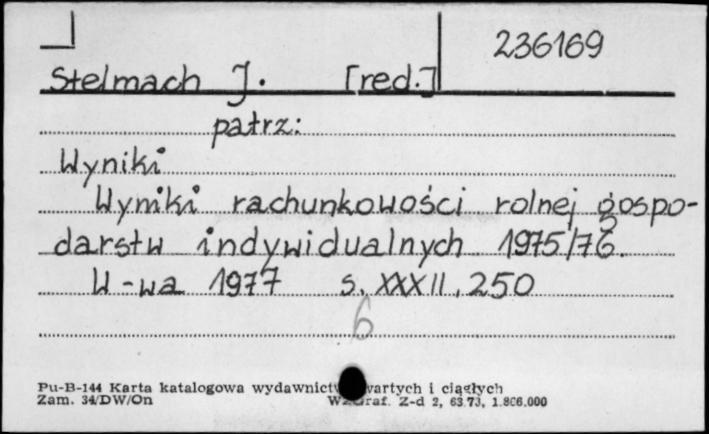 236169
Stelmach J. [red.]
patrz:
Wyniki
Wyniki rachunkowości rolnej gospo-
darstw indywidualnych 1975/76.
W-wa 1977 s. XXXII, 250
6
Pu-B-144 Karta katalogowa wydawnictw zwartych i ciągłych
Zam. 34/DW/On Z-d 2, 63.73, 1.806.000